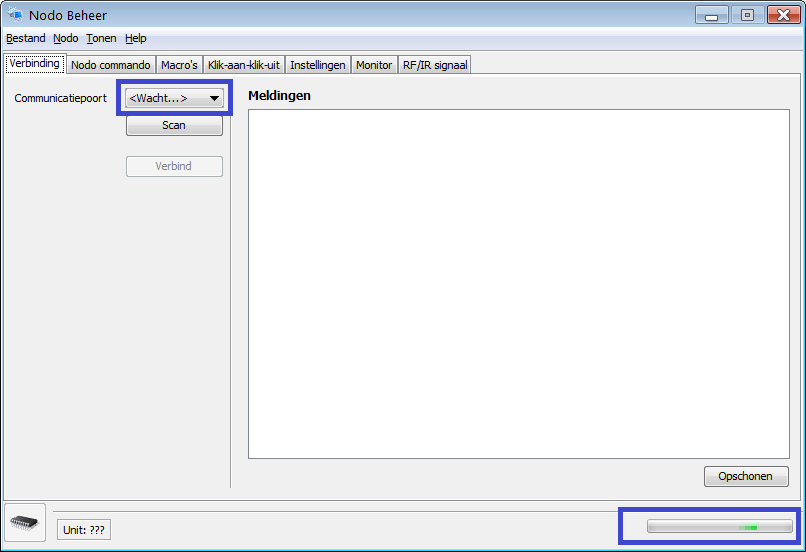 Nodo Beheer
Bestand Nodo Tonen Help
Verbinding Nodo commando Macro's Klik-aan-klik-uit Instellingen Monitor RF/IR signaal
Communicatiepoort <Wacht...> Meldingen
Scan
Verbind
Opschonen
Unit: ???